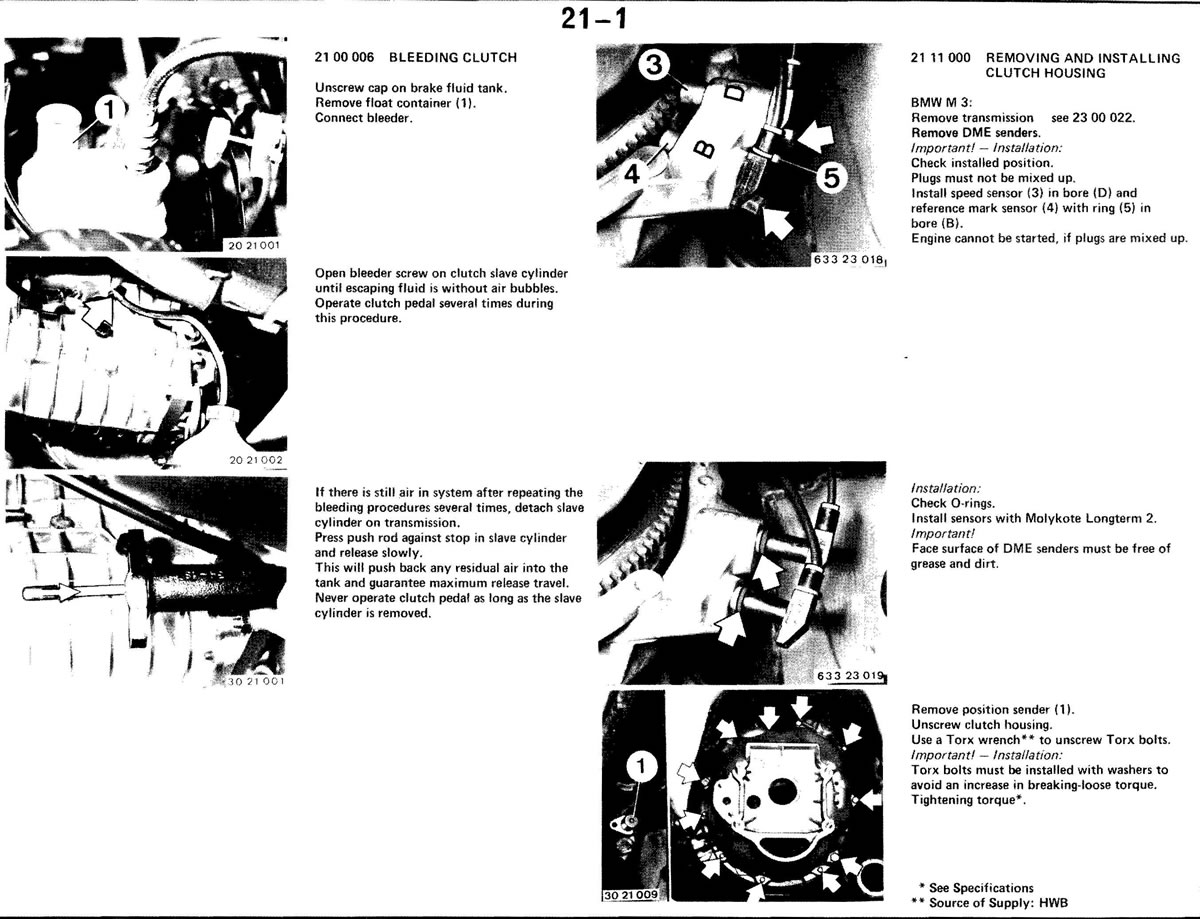 21-1
1
20 21 001
21 00 006 BLEEDING CLUTCH
Unscrew cap on brake fluid tank.
Remove float container (1).
Connect bleeder.
20 21 002
Open bleeder screw on clutch slave cylinder
until escaping fluid is without air bubbles.
Operate clutch pedal several times during
this procedure.
30 21 001
If there is still air in system after repeating the
bleeding procedures several times, detach slave
cylinder on transmission.
Press push rod against stop in slave cylinder
and release slowly.
This will push back any residual air into the
tank and guarantee maximum release travel.
Never operate clutch pedal as long as the slave
cylinder is removed.
3
D
B
4
5
633 23 018
21 11 000 REMOVING AND INSTALLING
CLUTCH HOUSING
BMW M 3:
Remove transmission see 23 00 022.
Remove DME senders.
Important! — Installation:
Check installed position.
Plugs must not be mixed up.
Install speed sensor (3) in bore (D) and
reference mark sensor (4) with ring (5) in
bore (B).
Engine cannot be started, if plugs are mixed up.
633 23 019
Installation:
Check O-rings.
Install sensors with Molykote Longterm 2.
Important!
Face surface of DME senders must be free of
grease and dirt.
1
30 21 009
Remove position sender (1).
Unscrew clutch housing.
Use a Torx wrench** to unscrew Torx bolts.
Important! — Installation:
Torx bolts must be installed with washers to
avoid an increase in breaking-loose torque.
Tightening torque*.
* See Specifications
** Source of Supply: HWB